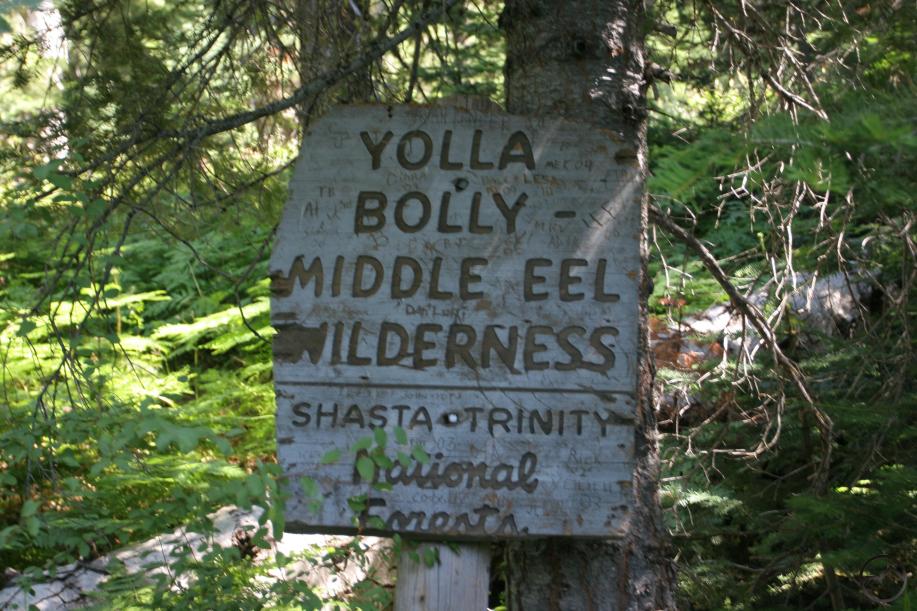 YOLLA
BOLLY -
MIDDLE EEL
WILDERNESS
SHASTA TRINITY
National
Forests